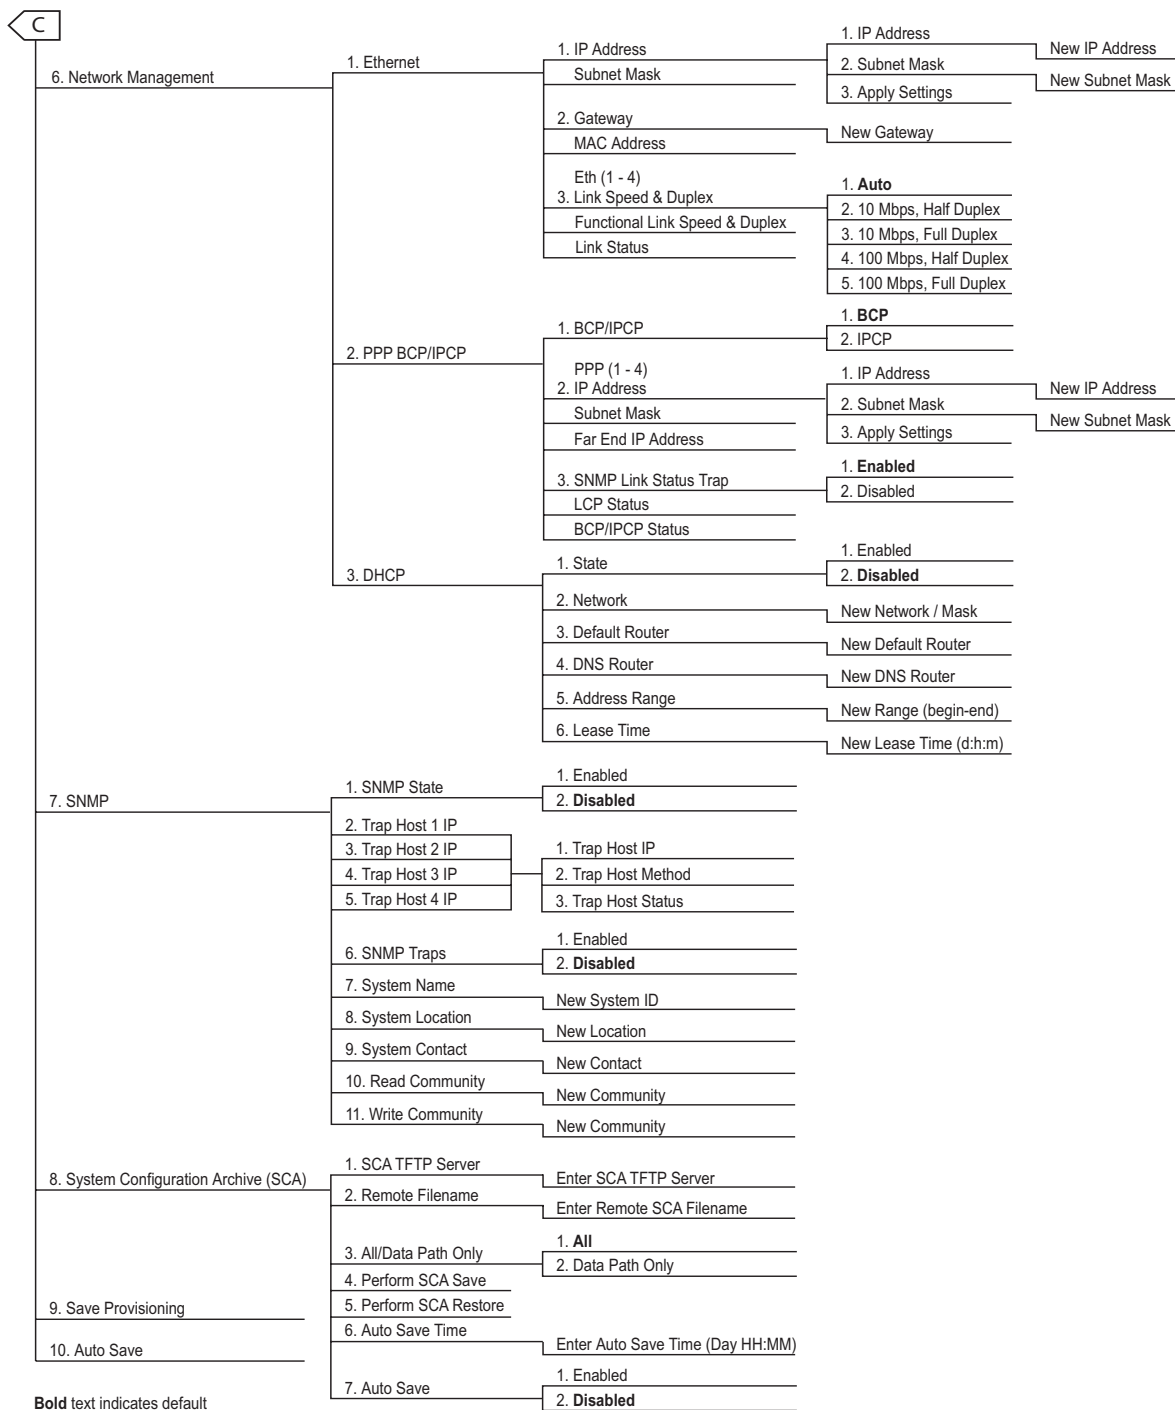 C
6. Network Management
1. Ethernet
1. IP Address
Subnet Mask
1. IP Address
New IP Address
2. Subnet Mask
New Subnet Mask
3. Apply Settings
2. Gateway
New Gateway
MAC Address
Eth (1 - 4)
3. Link Speed & Duplex
Functional Link Speed & Duplex
Link Status
1. Auto
2. 10 Mbps, Half Duplex
3. 10 Mbps, Full Duplex
4. 100 Mbps, Half Duplex
5. 100 Mbps, Full Duplex
2. PPP BCP/IPCP
1. BCP/IPCP
1. BCP
2. IPCP
PPP (1 - 4)
2. IP Address
Subnet Mask
Far End IP Address
1. IP Address
New IP Address
2. Subnet Mask
New Subnet Mask
3. Apply Settings
3. SNMP Link Status Trap
1. Enabled
2. Disabled
LCP Status
BCP/IPCP Status
3. DHCP
1. State
1. Enabled
2. Disabled
2. Network
New Network / Mask
3. Default Router
New Default Router
4. DNS Router
New DNS Router
5. Address Range
New Range (begin-end)
6. Lease Time
New Lease Time (d:h:m)
7. SNMP
1. SNMP State
1. Enabled
2. Disabled
2. Trap Host 1 IP
3. Trap Host 2 IP
4. Trap Host 3 IP
5. Trap Host 4 IP
1. Trap Host IP
2. Trap Host Method
3. Trap Host Status
6. SNMP Traps
1. Enabled
2. Disabled
7. System Name
New System ID
8. System Location
New Location
9. System Contact
New Contact
10. Read Community
New Community
11. Write Community
New Community
8. System Configuration Archive (SCA)
1. SCA TFTP Server
Enter SCA TFTP Server
2. Remote Filename
Enter Remote SCA Filename
3. All/Data Path Only
1. All
2. Data Path Only
4. Perform SCA Save
5. Perform SCA Restore
6. Auto Save Time
Enter Auto Save Time (Day HH:MM)
7. Auto Save
1. Enabled
2. Disabled
9. Save Provisioning
10. Auto Save
Bold text indicates default